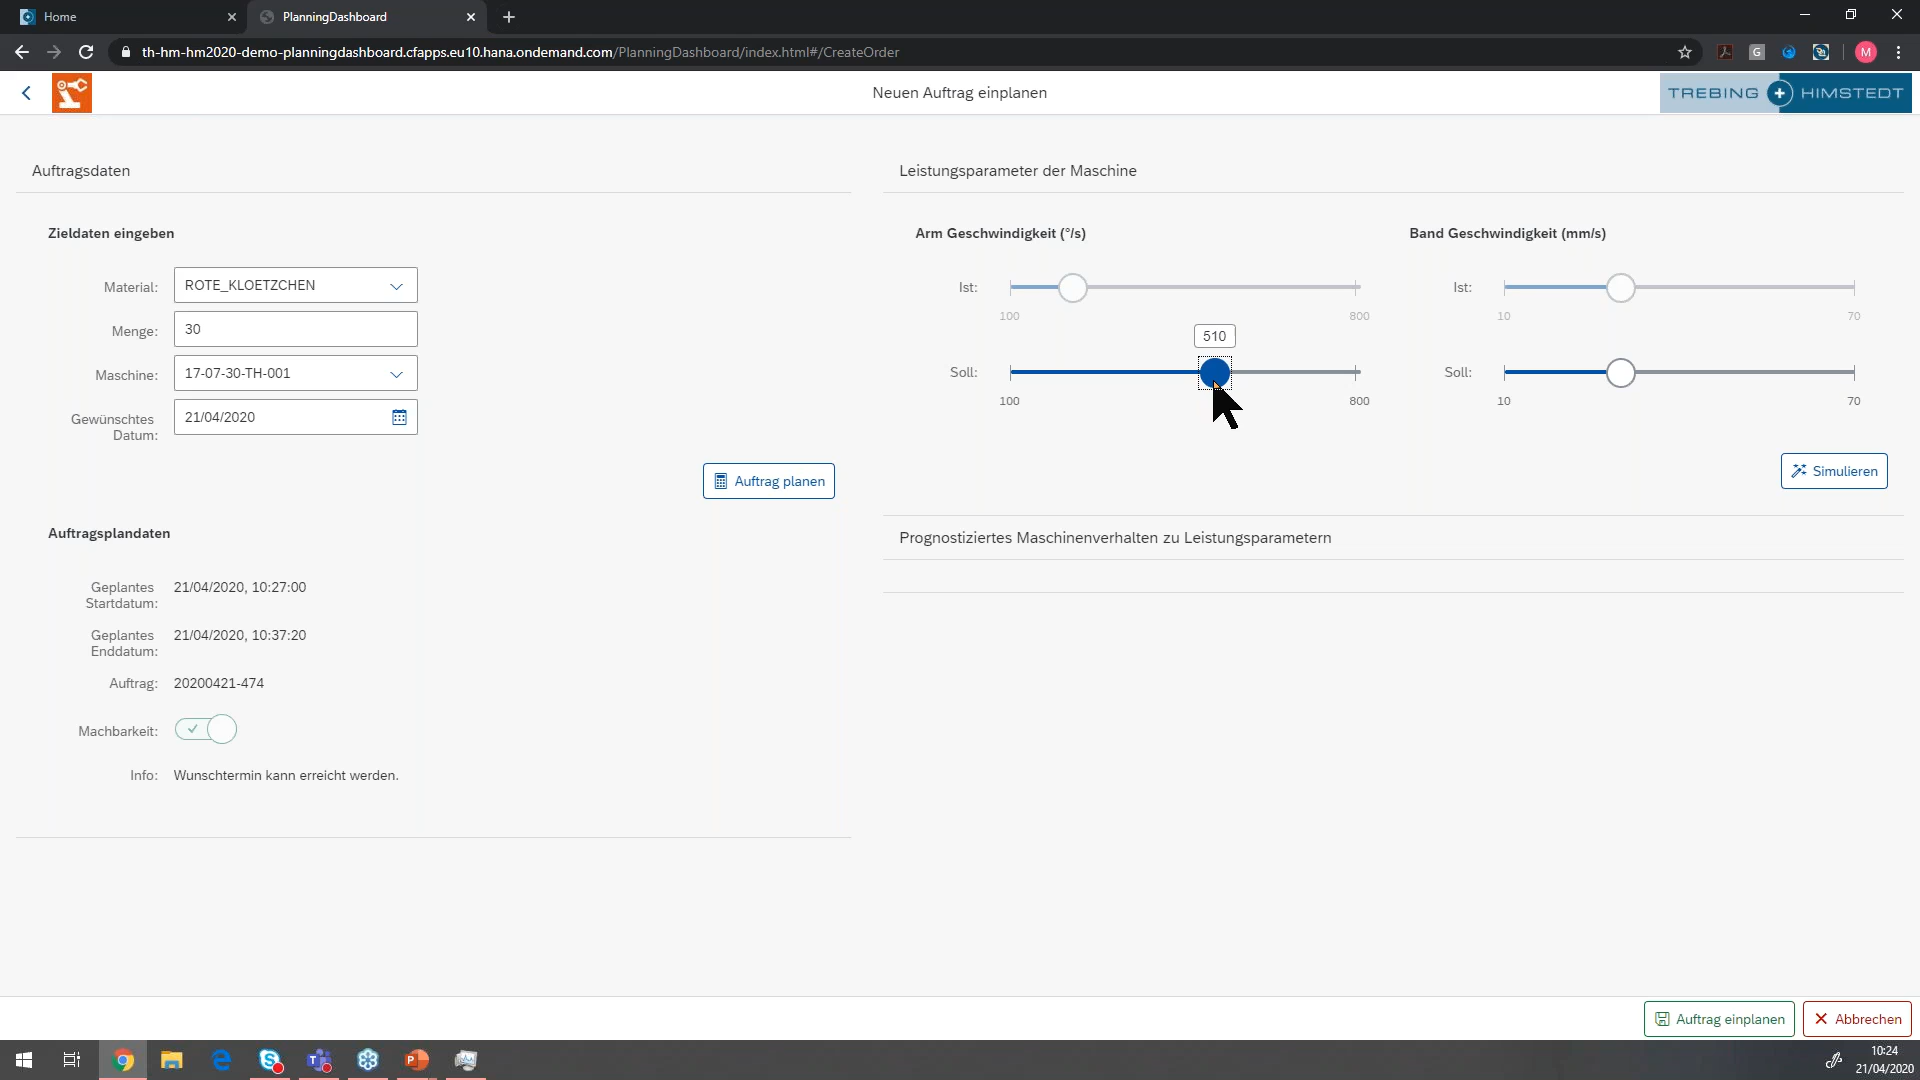 Home
PlanningDashboard
th-hm-hm2020-demo-planningdashboard.cfapps.eu10.hana.ondemand.com/PlanningDashboard/index.html#/CreateOrder
G
M
Neuen Auftrag einplanen
TREBING + HIMSTEDT
Auftragsdaten
Zieldaten eingeben
Material: ROTE_KLOETZCHEN
Menge: 30
Maschine: 17-07-30-TH-001
Gewünschtes Datum: 21/04/2020
Auftrag planen
Auftragsplandaten
Geplantes Startdatum: 21/04/2020, 10:27:00
Geplantes Enddatum: 21/04/2020, 10:37:20
Auftrag: 20200421-474
Machbarkeit:
Info: Wunschtermin kann erreicht werden.
Leistungsparameter der Maschine
Arm Geschwindigkeit (°/s)
Ist:
100 800
510
Soll:
100 800
Band Geschwindigkeit (mm/s)
Ist:
10 70
Soll:
10 70
Simulieren
Prognostiziertes Maschinenverhalten zu Leistungsparametern
Auftrag einplanen
Abbrechen
10:24
21/04/2020